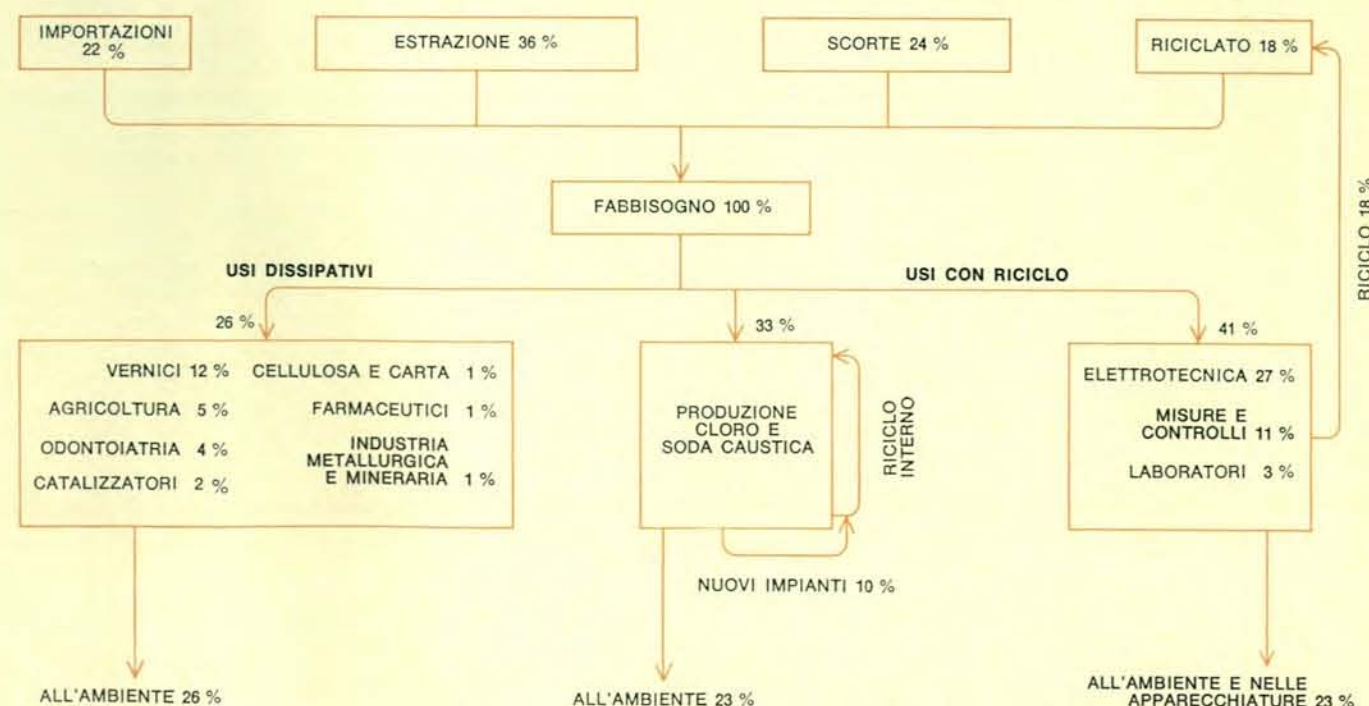 IMPORTAZIONI
22 %
ESTRAZIONE 36 %
SCORTE 24 %
RICICLATO 18 %
RICICLO 18 %
FABBISOGNO 100 %
USI DISSIPATIVI
USI CON RICICLO
26 %
33 %
41 %
VERNICI 12 %
AGRICOLTURA 5 %
ODONTOIATRIA 4 %
CATALIZZATORI 2 %
CELLULOSA E CARTA 1 %
FARMACEUTICI 1 %
INDUSTRIA
METALLURGICA
E MINERARIA 1 %
PRODUZIONE
CLORO E
SODA CAUSTICA
RICICLO
INTERNO
NUOVI IMPIANTI 10 %
ELETTROTECNICA 27 %
MISURE E
CONTROLLI 11 %
LABORATORI 3 %
ALL'AMBIENTE 26 %
ALL'AMBIENTE 23 %
ALL'AMBIENTE E NELLE
APPARECCHIATURE 23 %